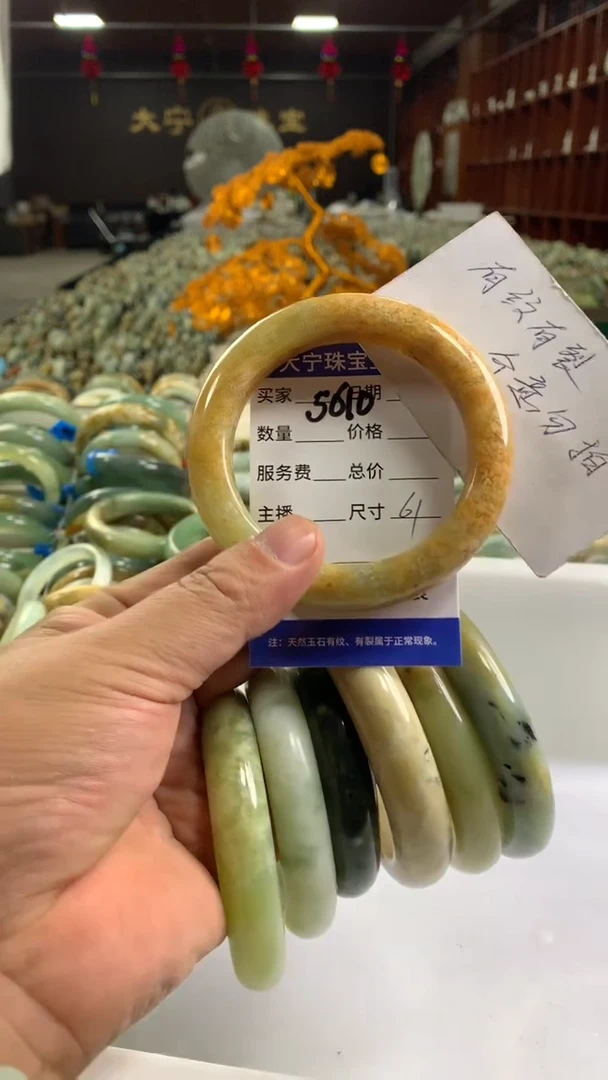 大宁珠宝
有纹有裂
介意勿拍
大宁珠宝
买家 5610 日期
数量 价格
服务费 总价
主播 尺寸 61
注：天然玉石有纹、有裂属于正常现象。